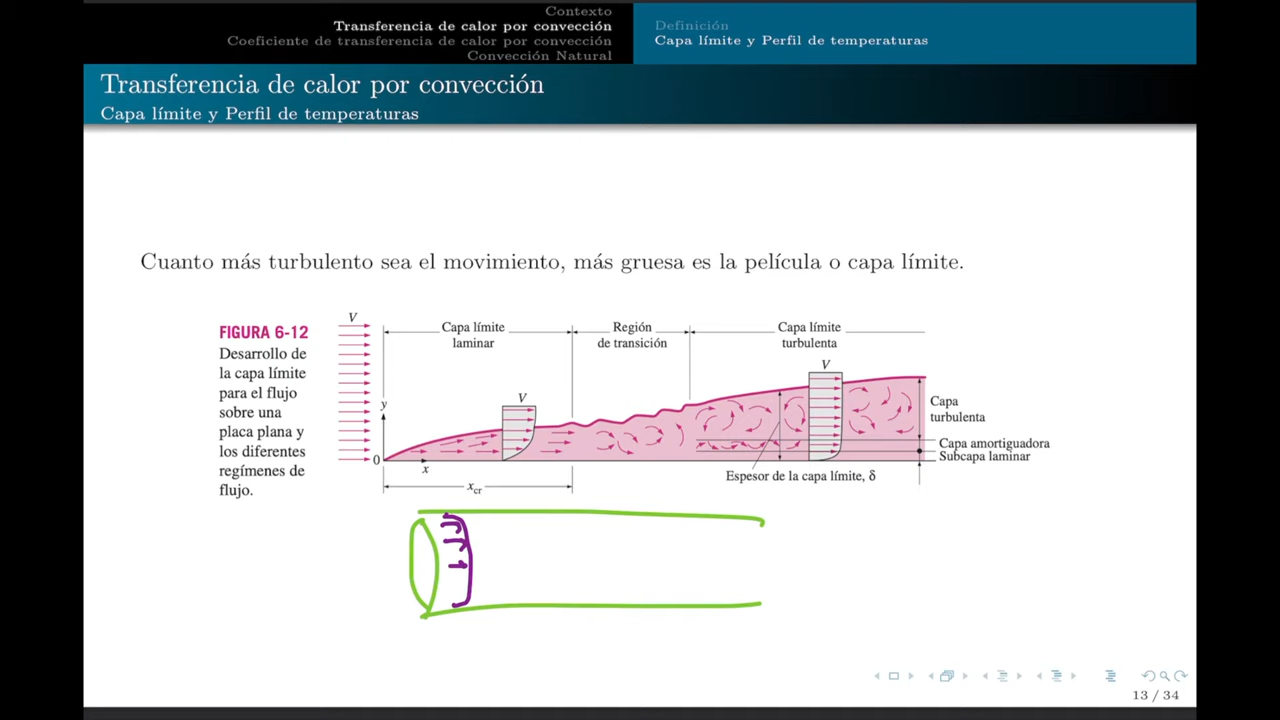 Contexto
Transferencia de calor por convección
Coeficiente de transferencia de calor por convección
Convección Natural
Definición
Capa límite y Perfil de temperaturas
Transferencia de calor por convección
Capa límite y Perfil de temperaturas
Cuanto más turbulento sea el movimiento, más gruesa es la película o capa límite.
FIGURA 6-12
Desarrollo de
la capa límite
para el flujo
sobre una
placa plana y
los diferentes
regímenes de
flujo.
V
Capa límite
laminar
Región
de transición
Capa límite
turbulenta
V
V
y
0
x
xcr
Capa
turbulenta
Capa amortiguadora
Subcapa laminar
Espesor de la capa límite, δ
13 / 34